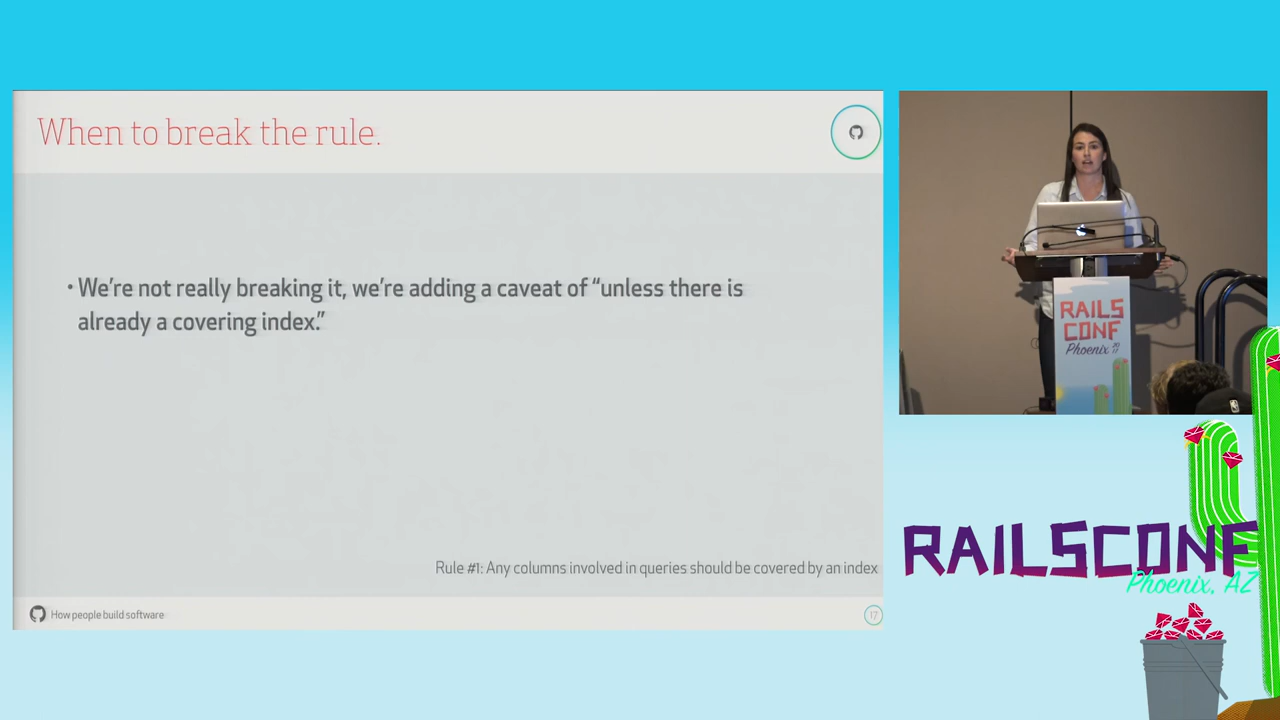 When to break the rule.
• We're not really breaking it, we're adding a caveat of “unless there is
already a covering index.”
Rule #1: Any columns involved in queries should be covered by an index
How people build software
17
RAILS
CONF
Phoenix 2017
RAILSCONF
Phoenix, AZ